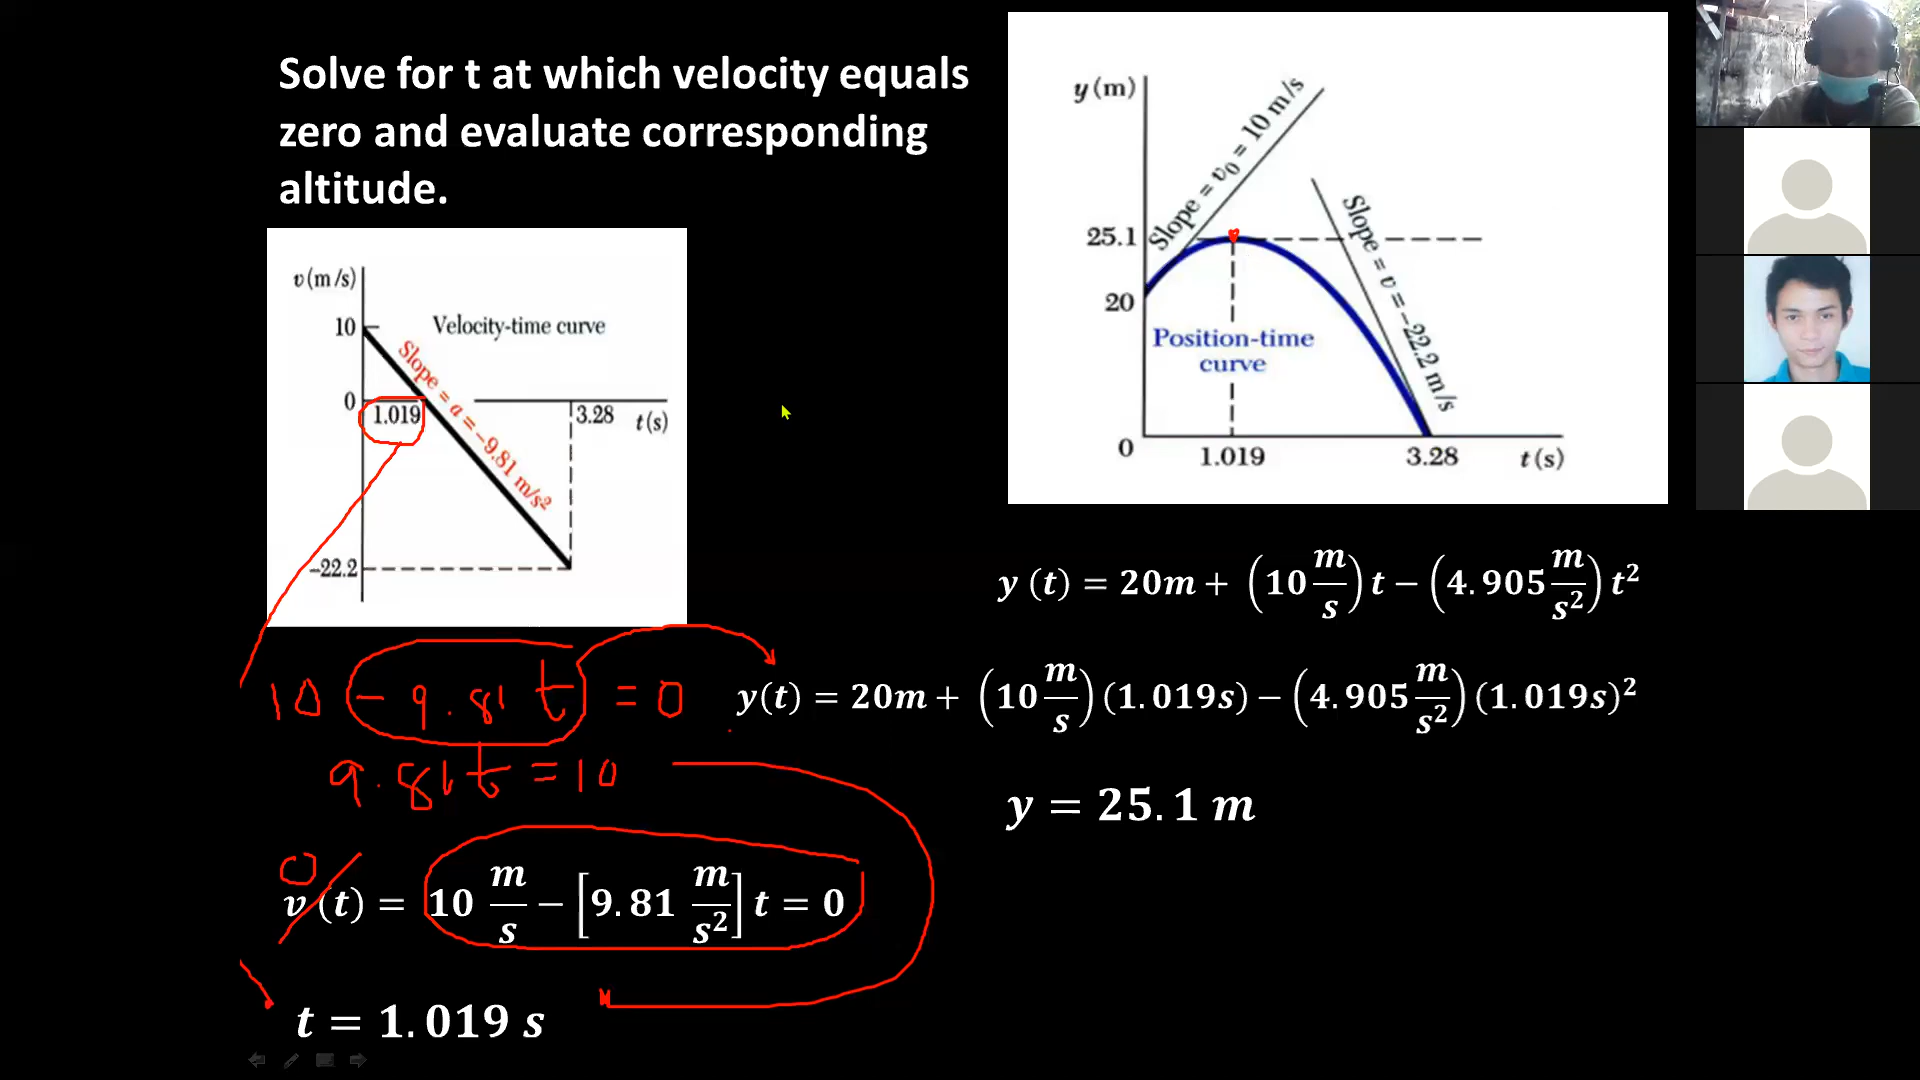 Solve for t at which velocity equals
zero and evaluate corresponding
altitude.
v (m/s)
10
Velocity-time curve
Slope = a = −9.81 m/s²
0
1.019
3.28
t (s)
−22.2
10 − 9.81 t = 0
9.81 t = 10
0
v (t) = 10 m/s − [9.81 m/s²] t = 0
t = 1.019 s
y (m)
Slope = v₀ = 10 m/s
25.1
Slope = v = −22.2 m/s
20
Position-time
curve
0
1.019
3.28
t (s)
y (t) = 20m + (10 m/s) t − (4.905 m/s²) t²
y(t) = 20m + (10 m/s)(1.019s) − (4.905 m/s²)(1.019s)²
y = 25.1 m